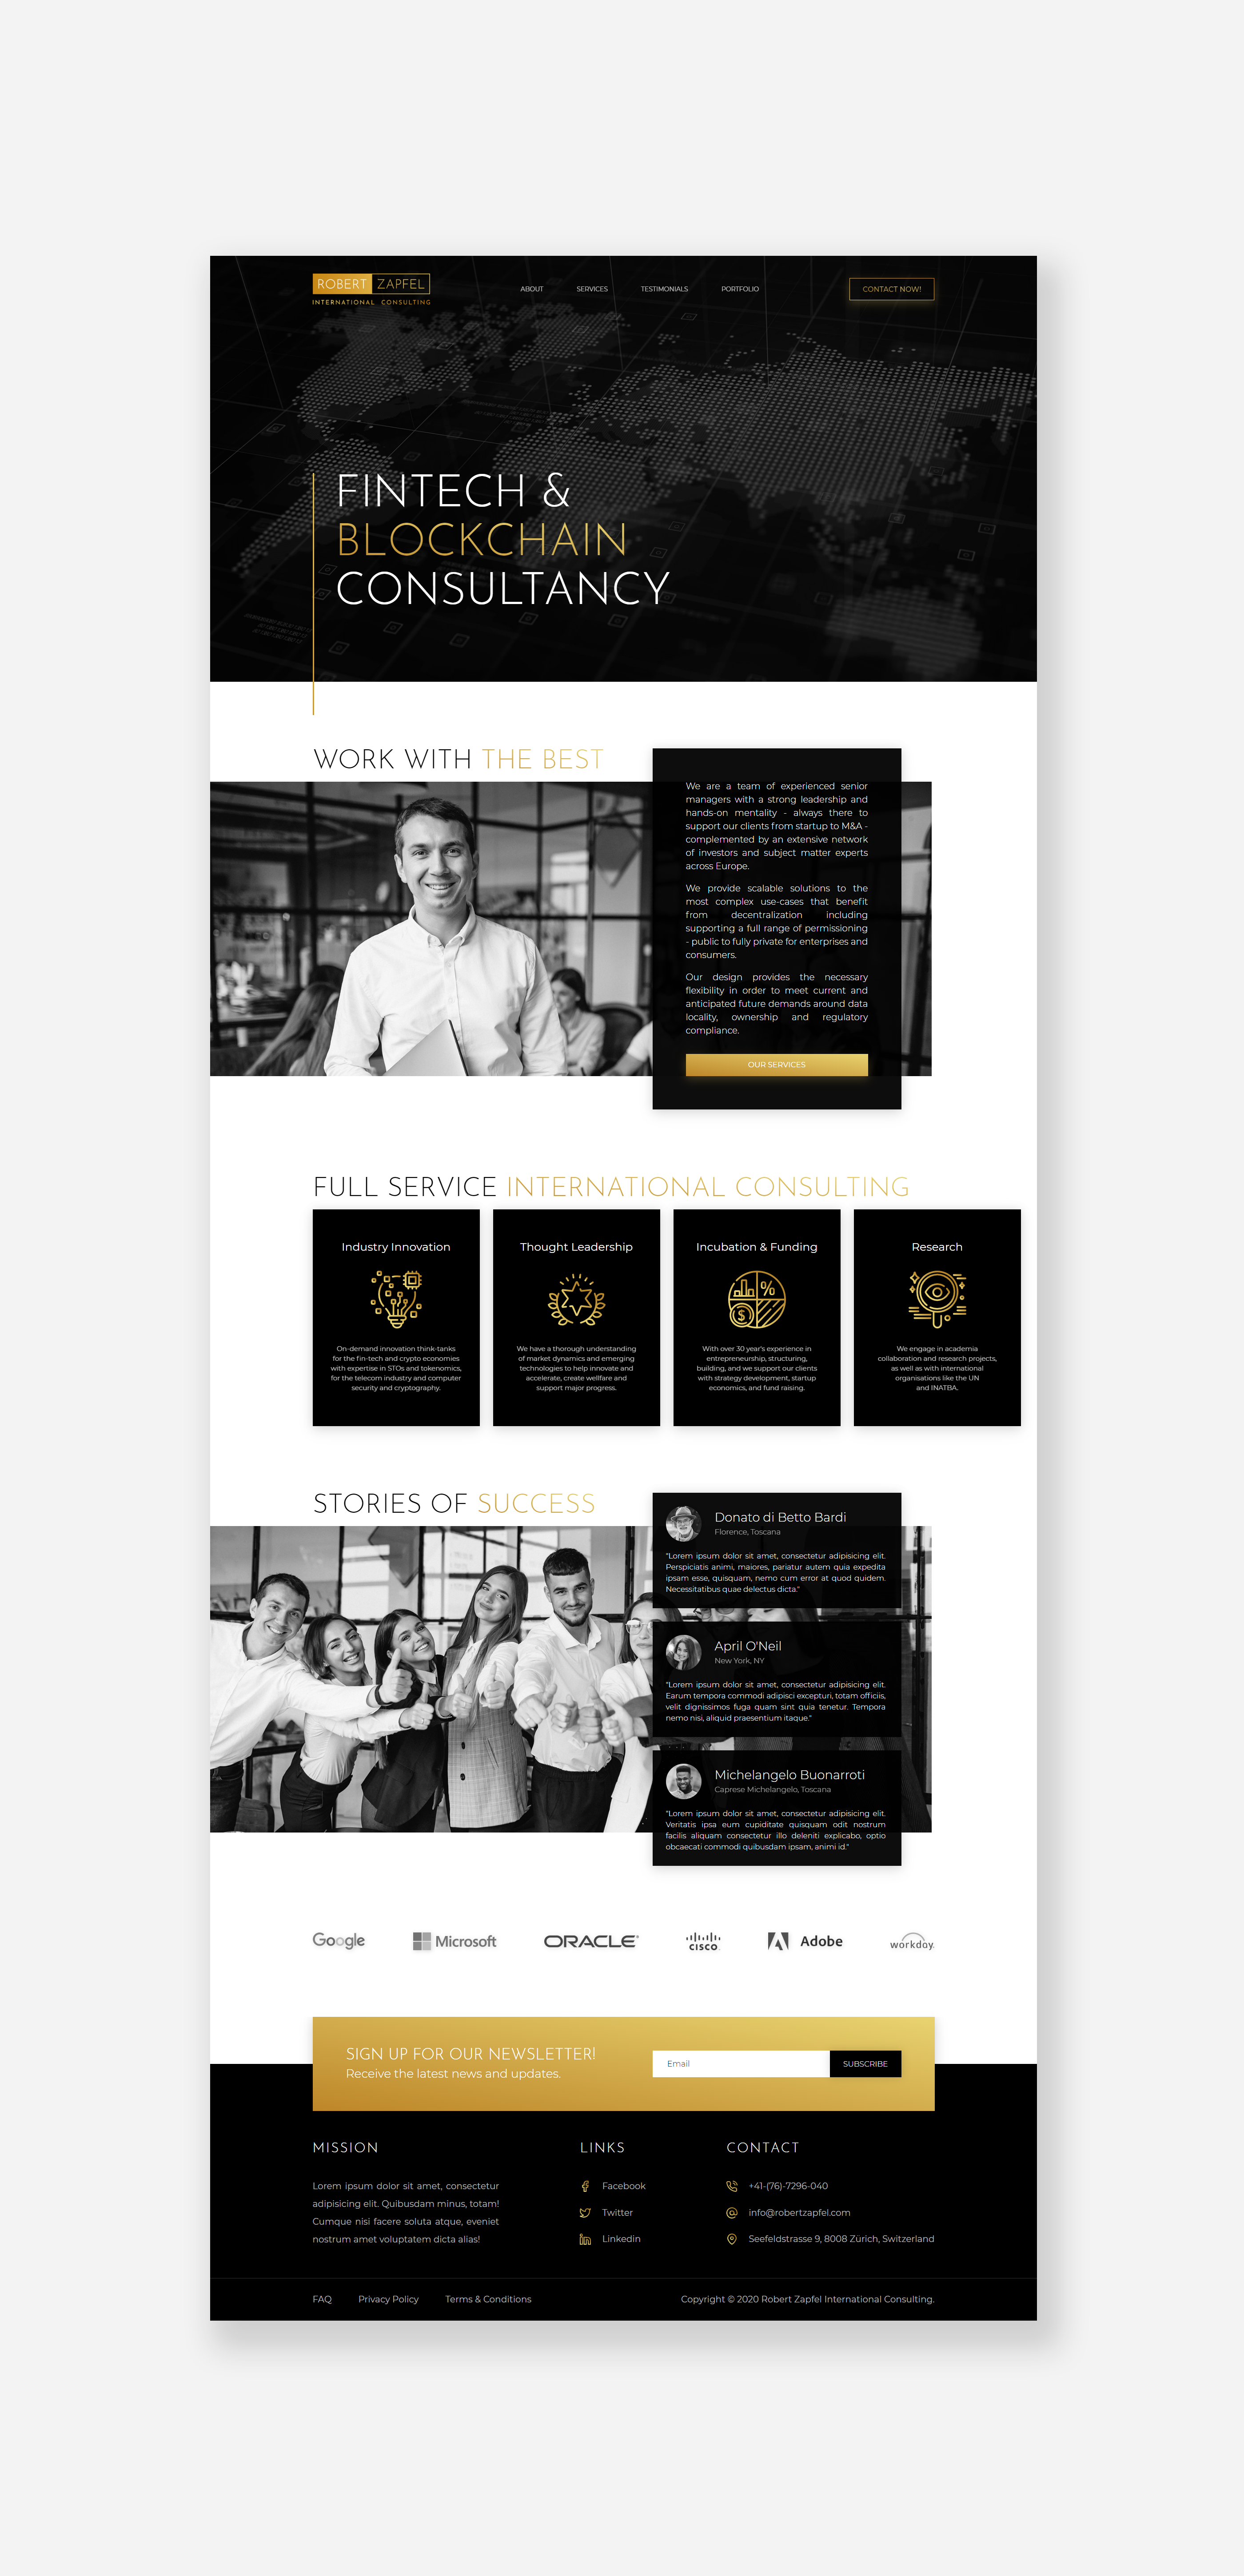 ROBERT ZAPFEL
INTERNATIONAL CONSULTING
ABOUT SERVICES TESTIMONIALS PORTFOLIO
CONTACT NOW!
FINTECH &
BLOCKCHAIN
CONSULTANCY
WORK WITH THE BEST
We are a team of experienced senior
managers with a strong leadership and
hands-on mentality - always there to
support our clients from startup to M&A -
complemented by an extensive network
of investors and subject matter experts
across Europe.
We provide scalable solutions to the
most complex use-cases that benefit
from decentralization including
supporting a full range of permissioning
- public to fully private for enterprises and
consumers.
Our design provides the necessary
flexibility in order to meet current and
anticipated future demands around data
locality, ownership and regulatory
compliance.
OUR SERVICES
FULL SERVICE INTERNATIONAL CONSULTING
Industry Innovation
On-demand innovation think-tanks
for the fin-tech and crypto economies
with expertise in STOs and tokenomics,
for the telecom industry and computer
security and cryptography.
Thought Leadership
We have a thorough understanding
of market dynamics and emerging
technologies to help innovate and
accelerate, create wellfare and
support major progress.
Incubation & Funding
With over 30 year's experience in
entrepreneurship, structuring,
building, and we support our clients
with strategy development, startup
economics, and fund raising.
Research
We engage in academia
collaboration and research projects,
as well as with international
organisations like the UN
and INATBA.
STORIES OF SUCCESS
Donato di Betto Bardi
Florence, Toscana
"Lorem ipsum dolor sit amet, consectetur adipisicing elit.
Perspiciatis animi, maiores, pariatur autem quia expedita
ipsam esse, quisquam, nemo cum error at quod quidem.
Necessitatibus quae delectus dicta."
April O'Neil
New York, NY
"Lorem ipsum dolor sit amet, consectetur adipisicing elit.
Earum tempora commodi adipisci excepturi, totam officiis,
velit dignissimos fuga quam sint quia tenetur. Tempora
nemo nisi, aliquid praesentium itaque."
Michelangelo Buonarroti
Caprese Michelangelo, Toscana
"Lorem ipsum dolor sit amet, consectetur adipisicing elit.
Veritatis ipsa eum cupiditate quisquam odit nostrum
facilis aliquam consectetur illo deleniti explicabo, optio
obcaecati commodi quibusdam ipsam, animi id."
Google Microsoft ORACLE CISCO Adobe workday.
SIGN UP FOR OUR NEWSLETTER!
Receive the latest news and updates.
Email
SUBSCRIBE
MISSION
Lorem ipsum dolor sit amet, consectetur
adipisicing elit. Quibusdam minus, totam!
Cumque nisi facere soluta atque, eveniet
nostrum amet voluptatem dicta alias!
LINKS
Facebook
Twitter
Linkedin
CONTACT
+41-(76)-7296-040
info@robertzapfel.com
Seefeldstrasse 9, 8008 Zürich, Switzerland
FAQ Privacy Policy Terms & Conditions
Copyright © 2020 Robert Zapfel International Consulting.